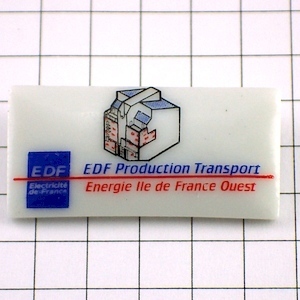 EDF Production Transport
EDF
Energie Ile de France Ouest
Electricité
de-France